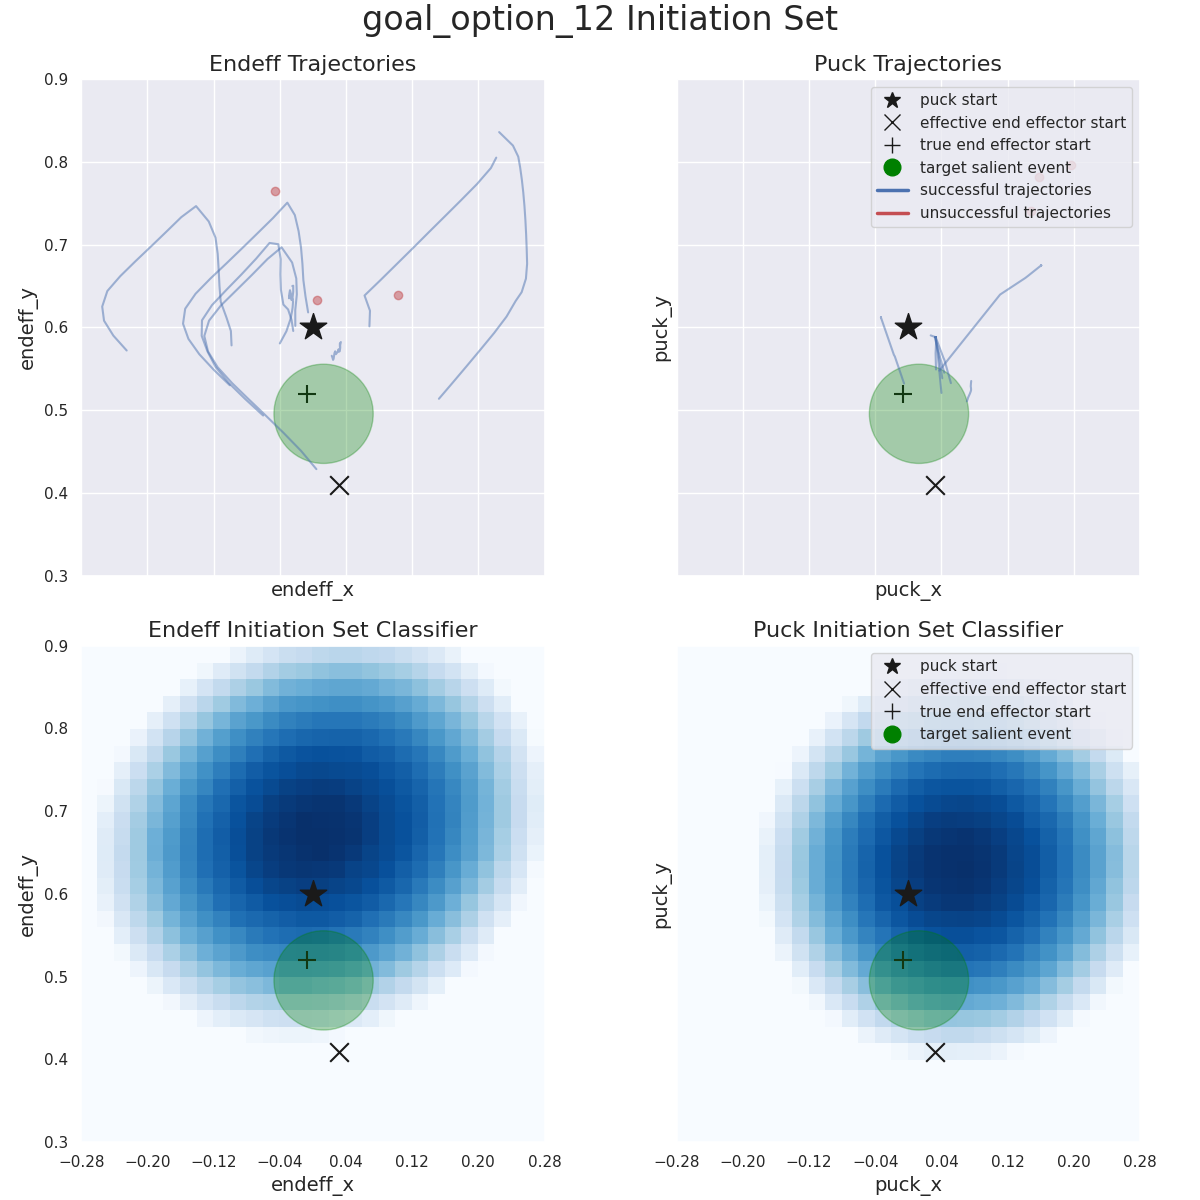 goal_option_12 Initiation Set
Endeff Trajectories
0.9
0.8
0.7
0.6
0.5
0.4
0.3
endeff_y
endeff_x
Puck Trajectories
puck start
effective end effector start
true end effector start
target salient event
successful trajectories
unsuccessful trajectories
puck_y
puck_x
Endeff Initiation Set Classifier
0.9
0.8
0.7
0.6
0.5
0.4
0.3
endeff_y
−0.28 −0.20 −0.12 −0.04 0.04 0.12 0.20 0.28
endeff_x
Puck Initiation Set Classifier
puck start
effective end effector start
true end effector start
target salient event
puck_y
−0.28 −0.20 −0.12 −0.04 0.04 0.12 0.20 0.28
puck_x